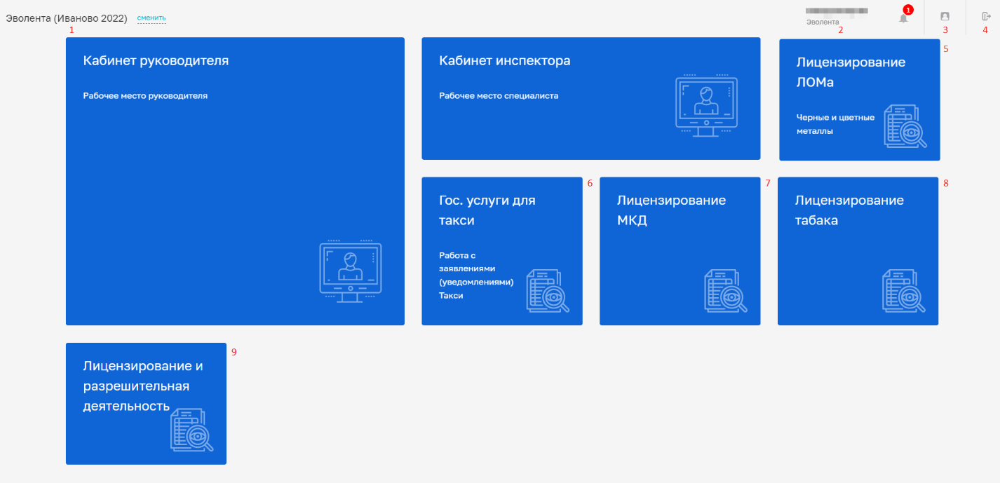 Эволента (Иваново 2022) сменить
1
Эволента
1
2
3
4
Кабинет руководителя
Рабочее место руководителя
Кабинет инспектора
Рабочее место специалиста
5
Лицензирование
ЛОМа
Черные и цветные
металлы
6
Гос. услуги для
такси
Работа с
заявлениями
(уведомлениями)
Такси
7
Лицензирование
МКД
8
Лицензирование
табака
9
Лицензирование и
разрешительная
деятельность